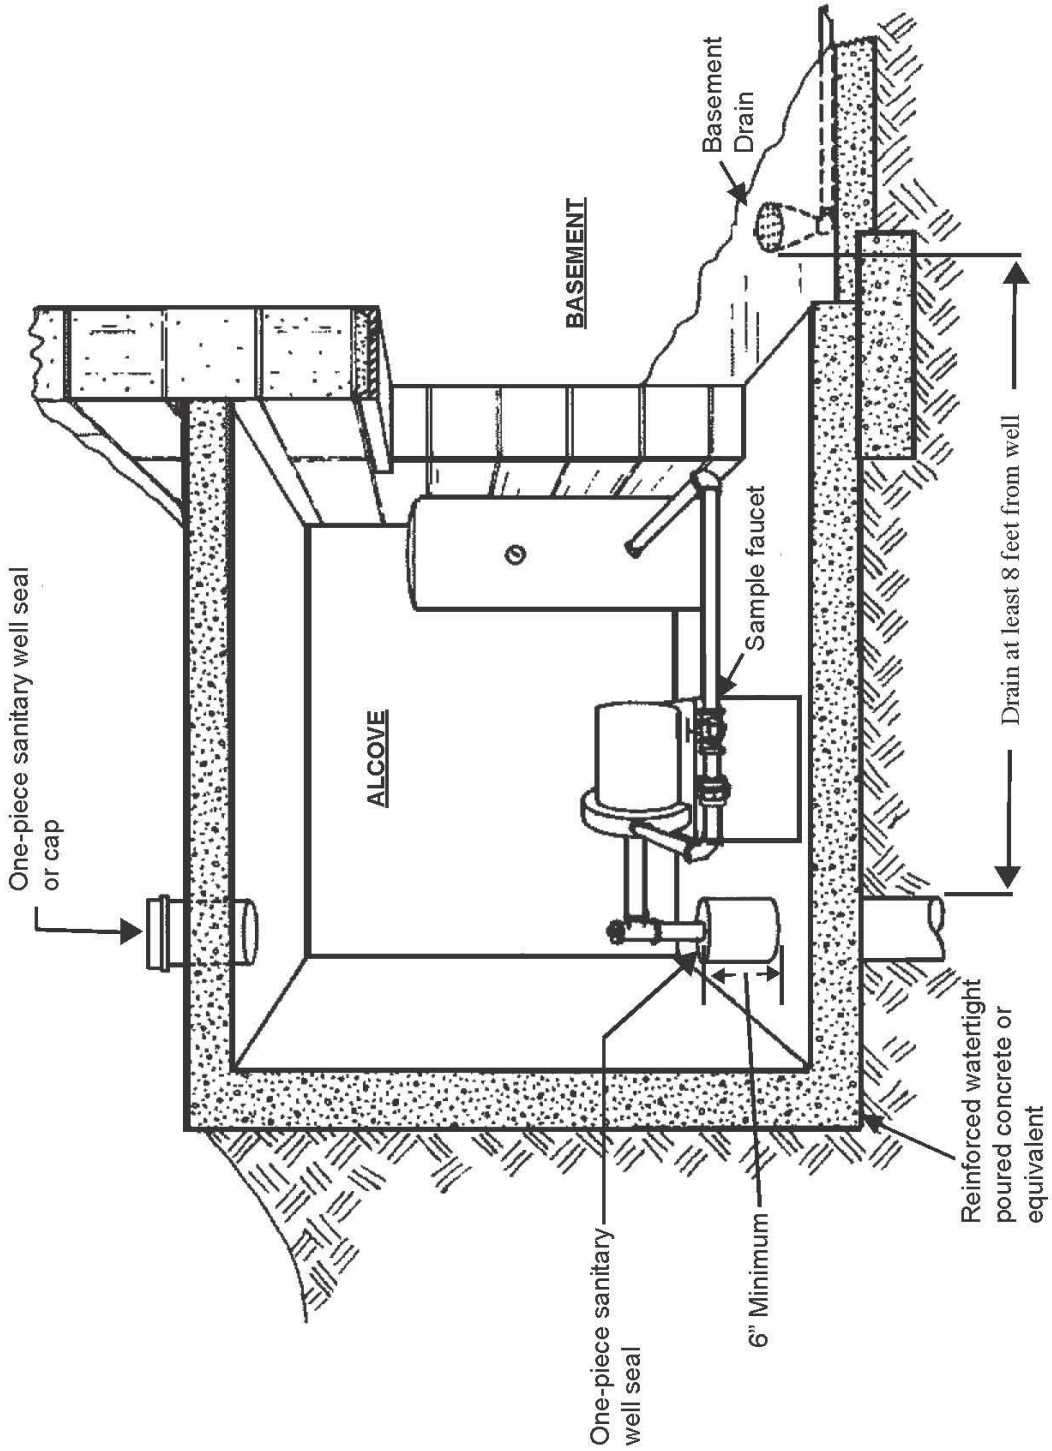 One-piece sanitary well seal
or cap
ALCOVE
BASEMENT
Basement
Drain
Sample faucet
One-piece sanitary
well seal
6" Minimum
Reinforced watertight
poured concrete or
equivalent
Drain at least 8 feet from well